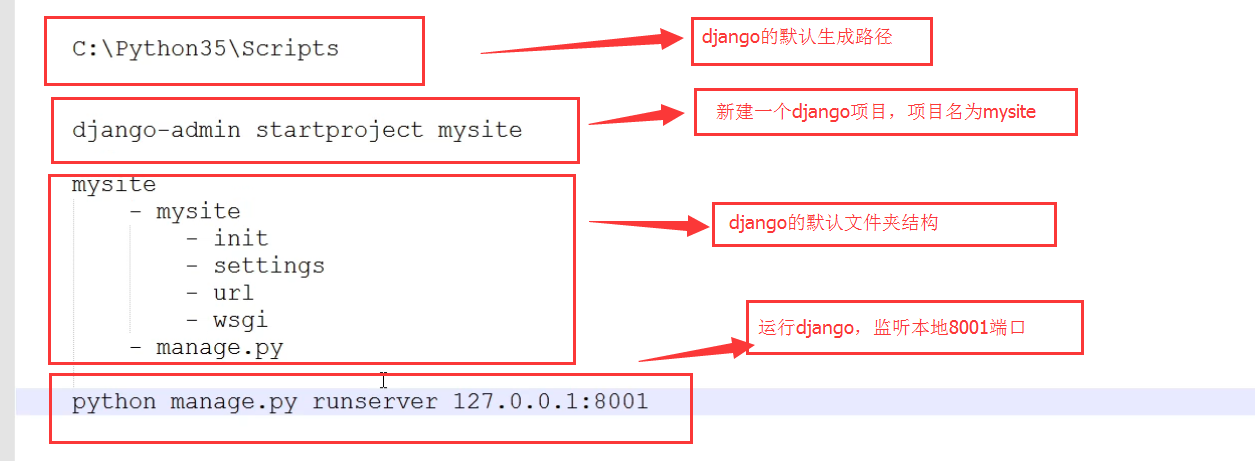 C:\Python35\Scripts
django的默认生成路径
django-admin startproject mysite
新建一个django项目，项目名为mysite
mysite
- mysite
- init
- settings
- url
- wsgi
- manage.py
django的默认文件夹结构
运行django，监听本地8001端口
python manage.py runserver 127.0.0.1:8001